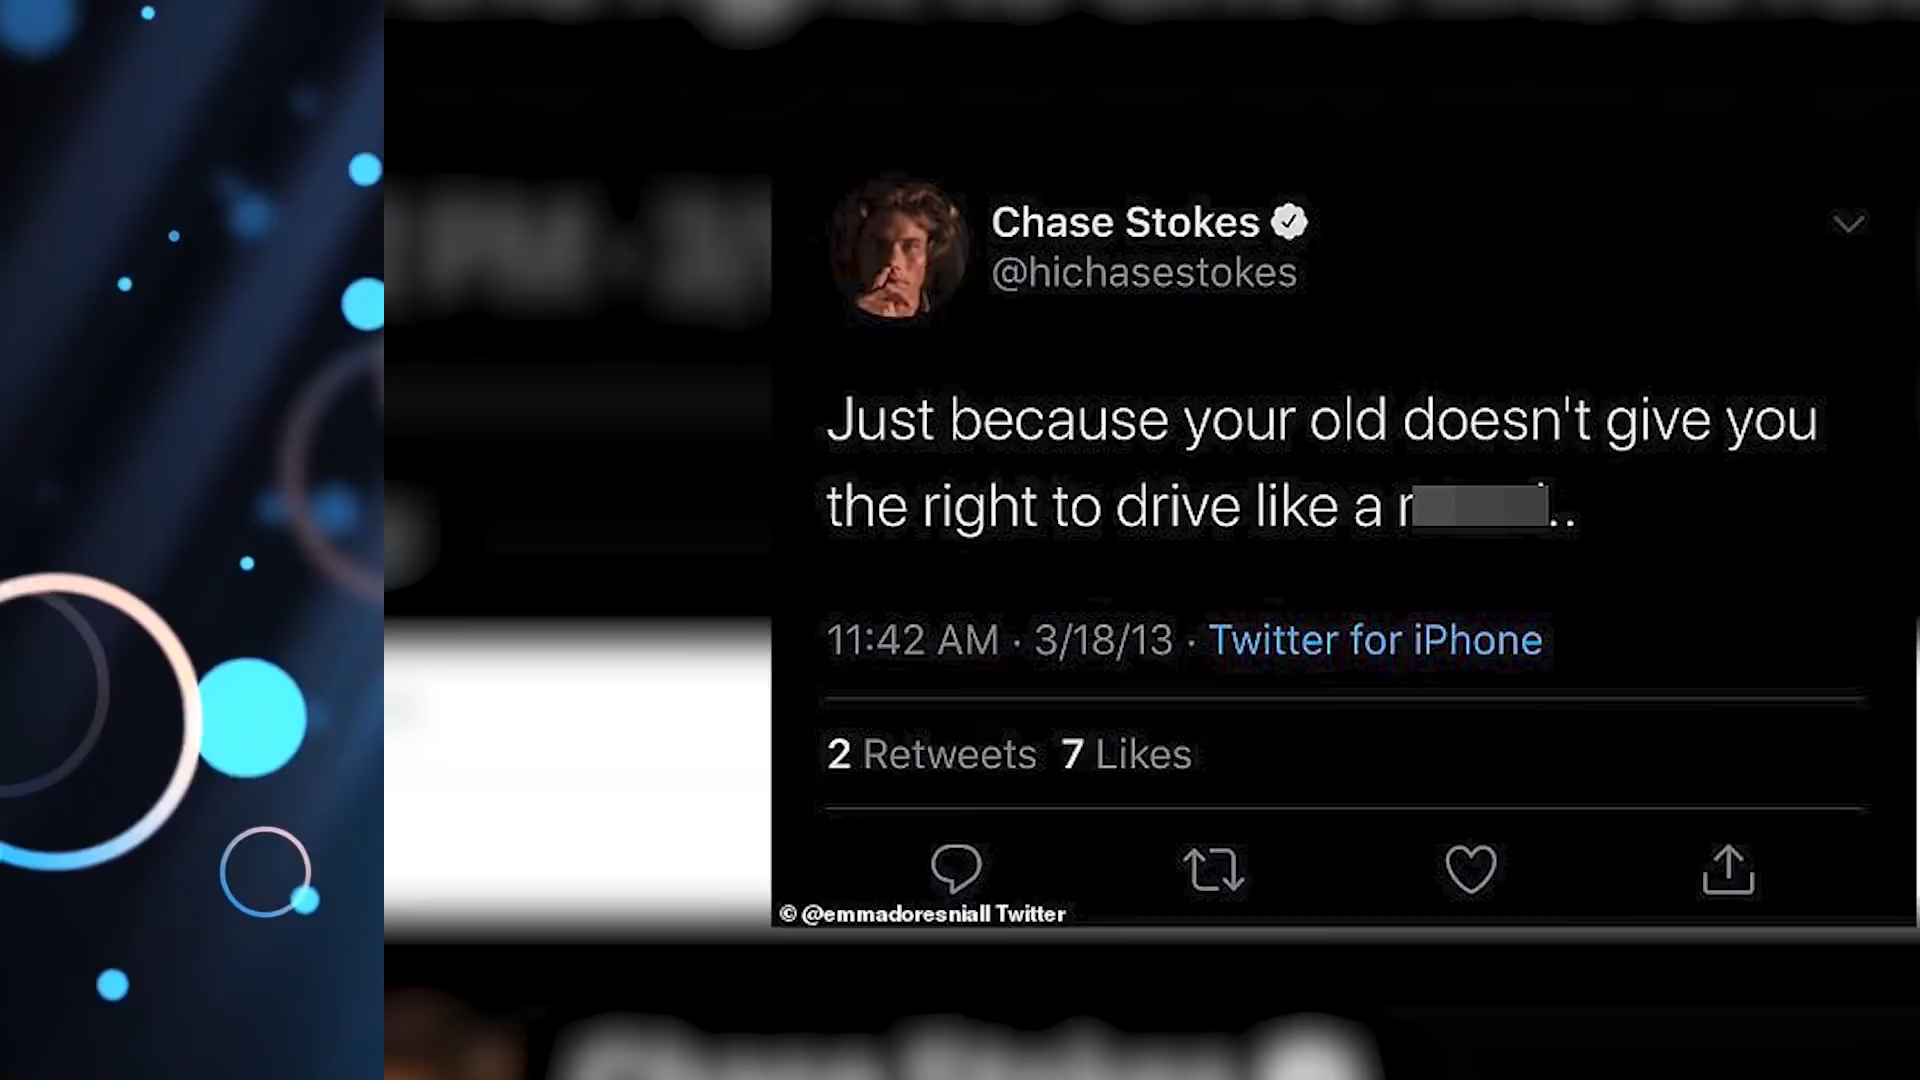 Chase Stokes
@hichasestokes
Just because your old doesn't give you
the right to drive like a r..
11:42 AM · 3/18/13 · Twitter for iPhone
2 Retweets 7 Likes
© @emmadoresniall Twitter